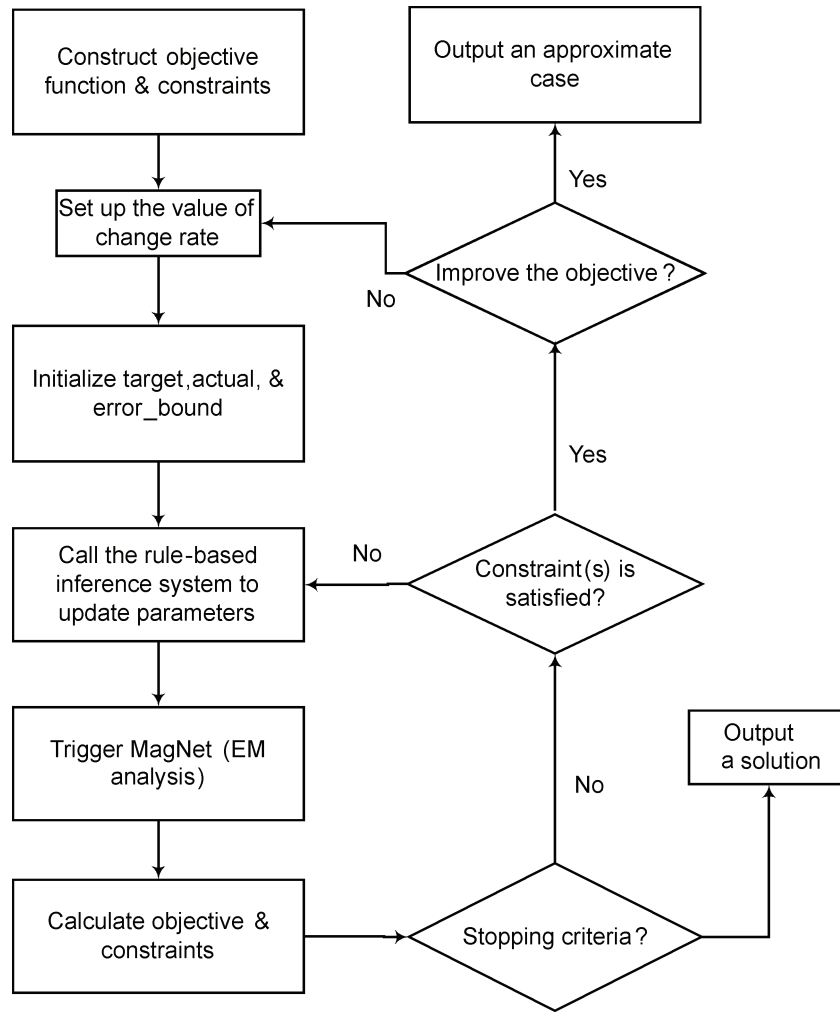 Construct objective
function & constraints
Set up the value of
change rate
Initialize target,actual, &
error_bound
Call the rule-based
inference system to
update parameters
Trigger MagNet (EM
analysis)
Calculate objective &
constraints
Stopping criteria?
No
Output
a solution
Constraint(s) is
satisfied?
No
Yes
Improve the objective?
No
Yes
Output an approximate
case